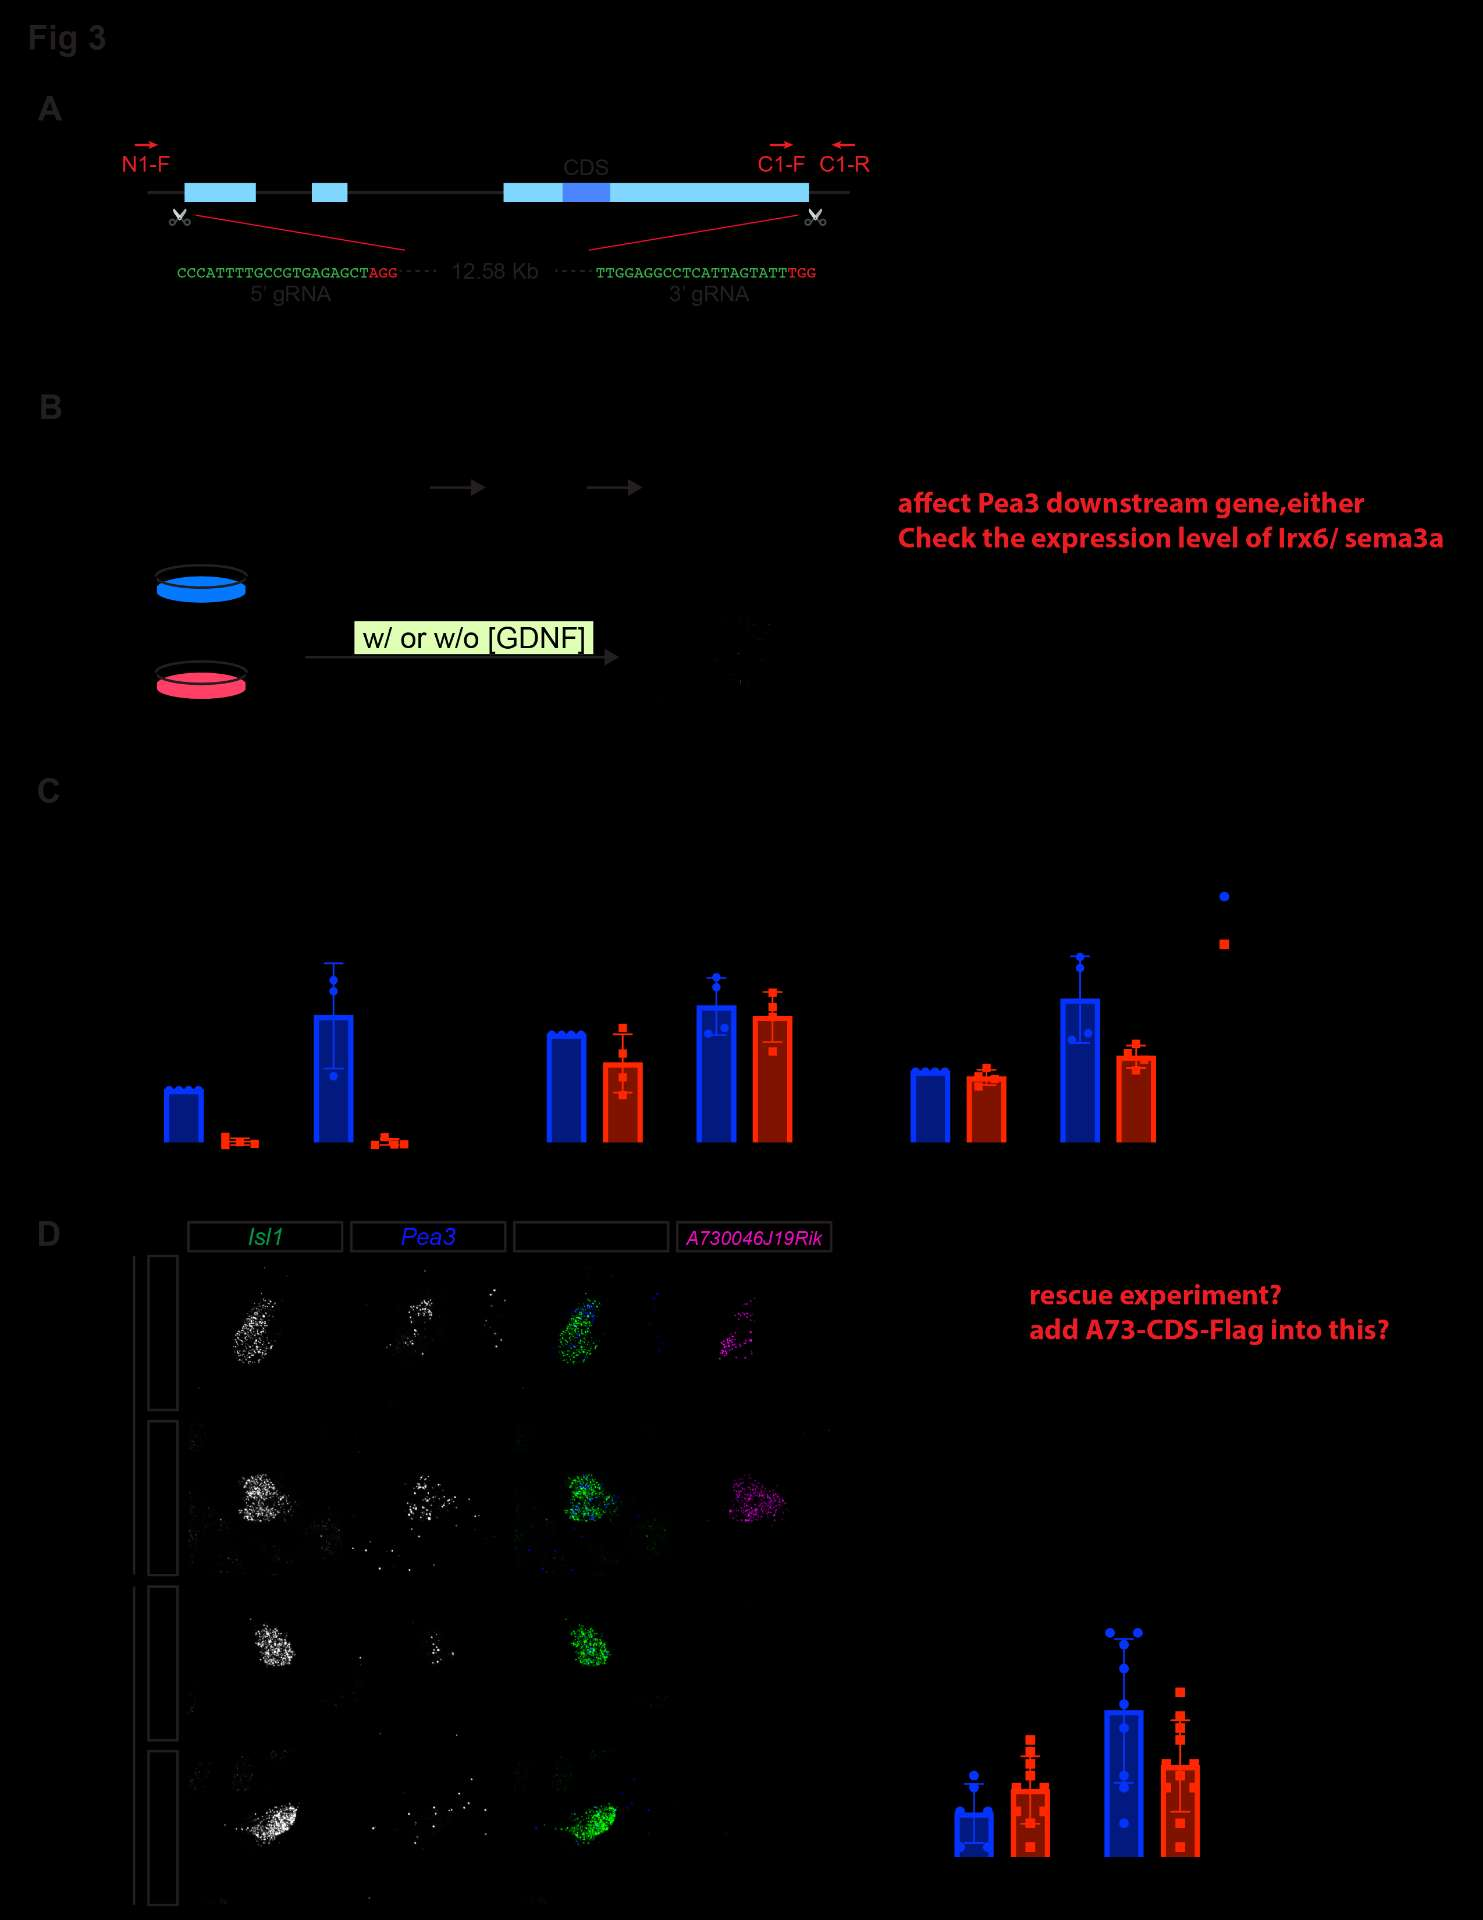 Fig 3
A
N1-F
CDS
C1-F
C1-R
CCCATTTTGCCGTGAGAGCTAGG
12.58 Kb
TTGGAGGCCTCATTAGTATTTGG
5' gRNA
3' gRNA
B
affect Pea3 downstream gene,either
Check the expression level of Irx6/ sema3a
w/ or w/o [GDNF]
C
D
Isl1
Pea3
A730046J19Rik
rescue experiment?
add A73-CDS-Flag into this?